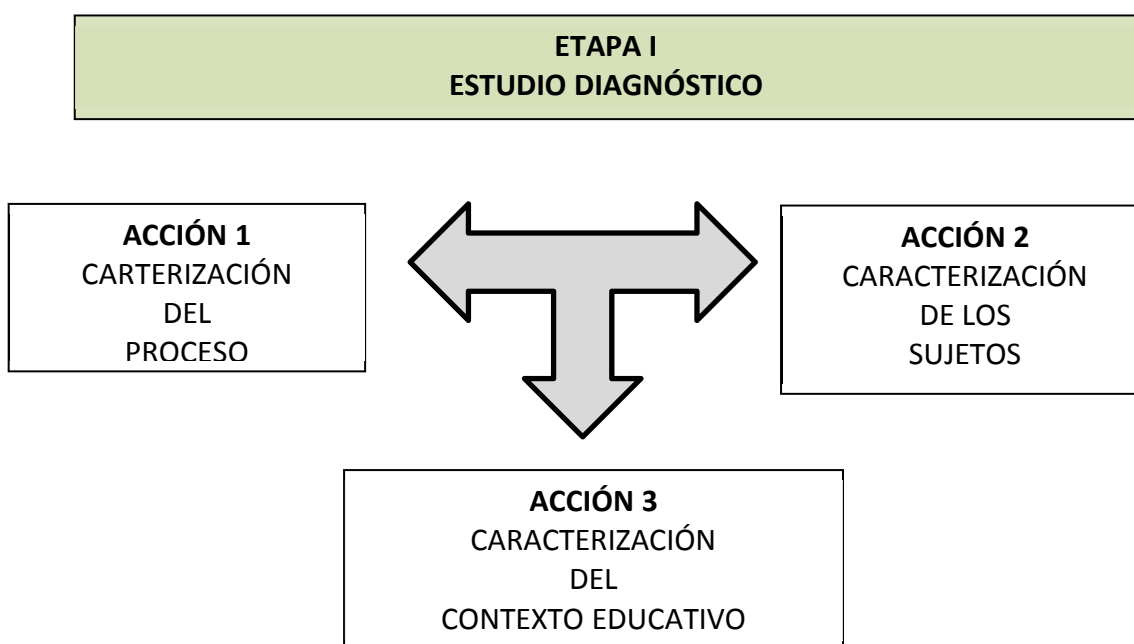 ETAPA I
ESTUDIO DIAGNÓSTICO
ACCIÓN 1
CARTERIZACIÓN
DEL
PROCESO
ACCIÓN 2
CARACTERIZACIÓN
DE LOS
SUJETOS
ACCIÓN 3
CARACTERIZACIÓN
DEL
CONTEXTO EDUCATIVO